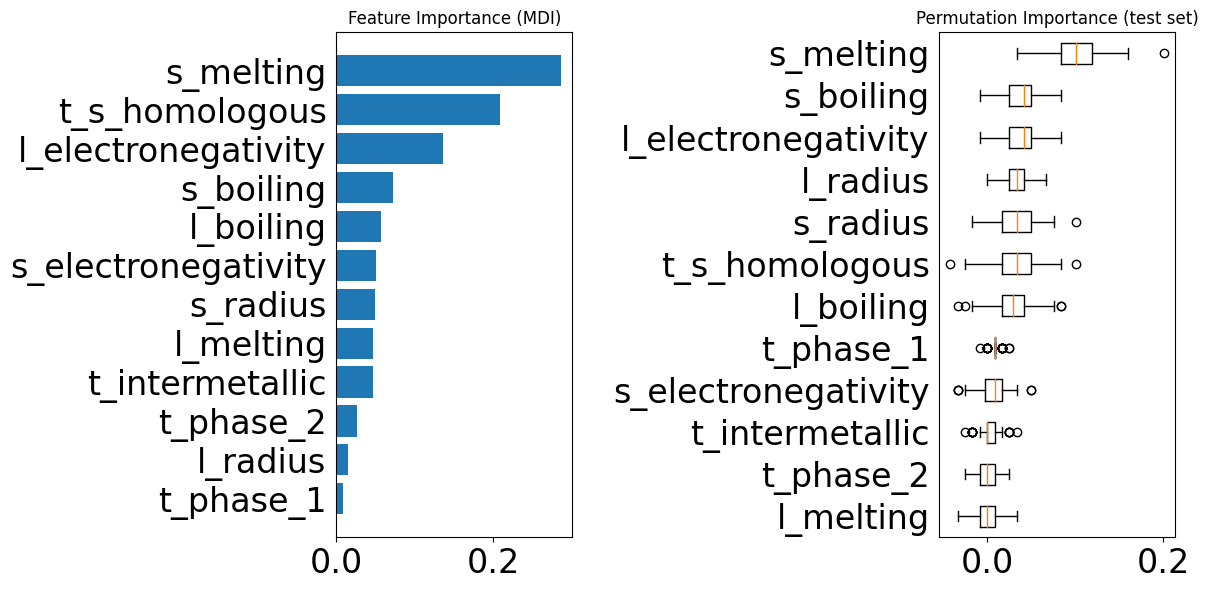 Feature Importance (MDI)
s_melting
t_s_homologous
l_electronegativity
s_boiling
l_boiling
s_electronegativity
s_radius
l_melting
t_intermetallic
t_phase_2
l_radius
t_phase_1
0.0 0.2
Permutation Importance (test set)
s_melting
s_boiling
l_electronegativity
l_radius
s_radius
t_s_homologous
l_boiling
t_phase_1
s_electronegativity
t_intermetallic
t_phase_2
l_melting
0.0 0.2